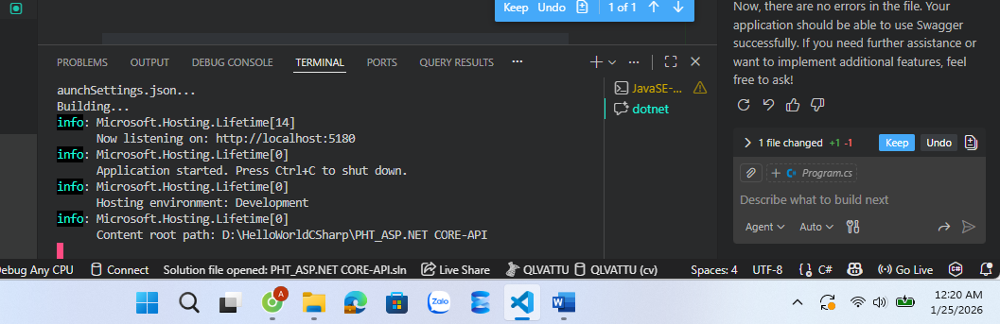 Keep Undo 1 of 1
Now, there are no errors in the file. Your
application should be able to use Swagger
successfully. If you need further assistance or
want to implement additional features, feel
free to ask!
PROBLEMS OUTPUT DEBUG CONSOLE TERMINAL PORTS QUERY RESULTS
aunchSettings.json...
Building...
info: Microsoft.Hosting.Lifetime[14]
Now listening on: http://localhost:5180
info: Microsoft.Hosting.Lifetime[0]
Application started. Press Ctrl+C to shut down.
info: Microsoft.Hosting.Lifetime[0]
Hosting environment: Development
info: Microsoft.Hosting.Lifetime[0]
Content root path: D:\HelloWorldCSharp\PHT_ASP.NET CORE-API
JavaSE-...
dotnet
1 file changed +1 -1 Keep Undo
Program.cs
Describe what to build next
Agent Auto
ebug Any CPU Connect Solution file opened: PHT_ASP.NET CORE-API.sln Live Share QLVATTU QLVATTU (cv) Spaces: 4 UTF-8 C# Go Live
A
Zalo
12:20 AM
1/25/2026